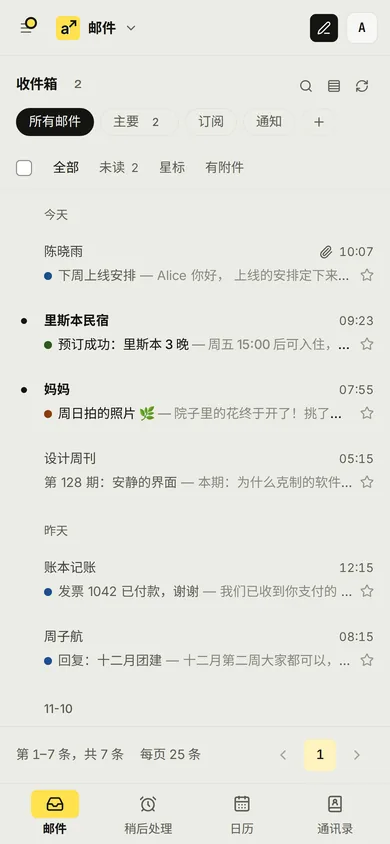 a 邮件 A
收件箱 2
所有邮件 主要 2 订阅 通知 +
全部 未读 2 星标 有附件
今天
陈晓雨 10:07
下周上线安排 — Alice 你好， 上线的安排定下来…
里斯本民宿 09:23
预订成功：里斯本 3 晚 — 周五 15:00 后可入住， …
妈妈 07:55
周日拍的照片 🌿 — 院子里的花终于开了！挑了…
设计周刊 05:15
第 128 期：安静的界面 — 本期：为什么克制的软件…
昨天
账本记账 12:15
发票 1042 已付款，谢谢 — 我们已收到你支付的 …
周子航 08:15
回复：十二月团建 — 十二月第二周大家都可以，…
11-10
第 1–7 条，共 7 条 每页 25 条 1
邮件 稍后处理 日历 通讯录